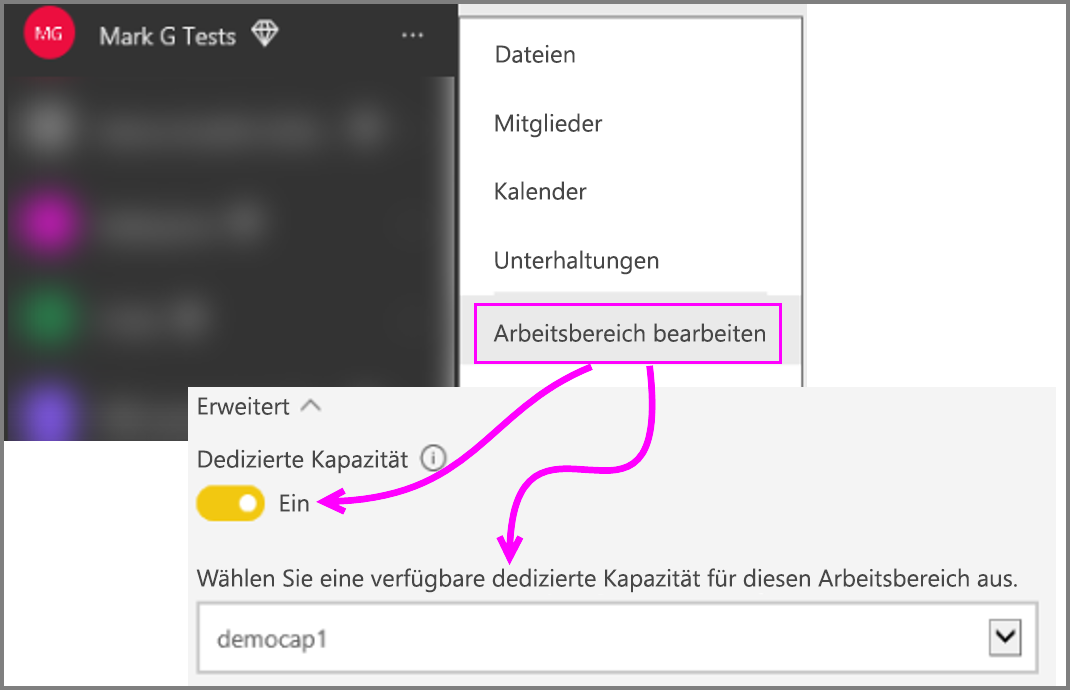 MG
Mark G Tests
...
Dateien
Mitglieder
Kalender
Unterhaltungen
Arbeitsbereich bearbeiten
Erweitert
Dedizierte Kapazität
Ein
Wählen Sie eine verfügbare dedizierte Kapazität für diesen Arbeitsbereich aus.
democap1